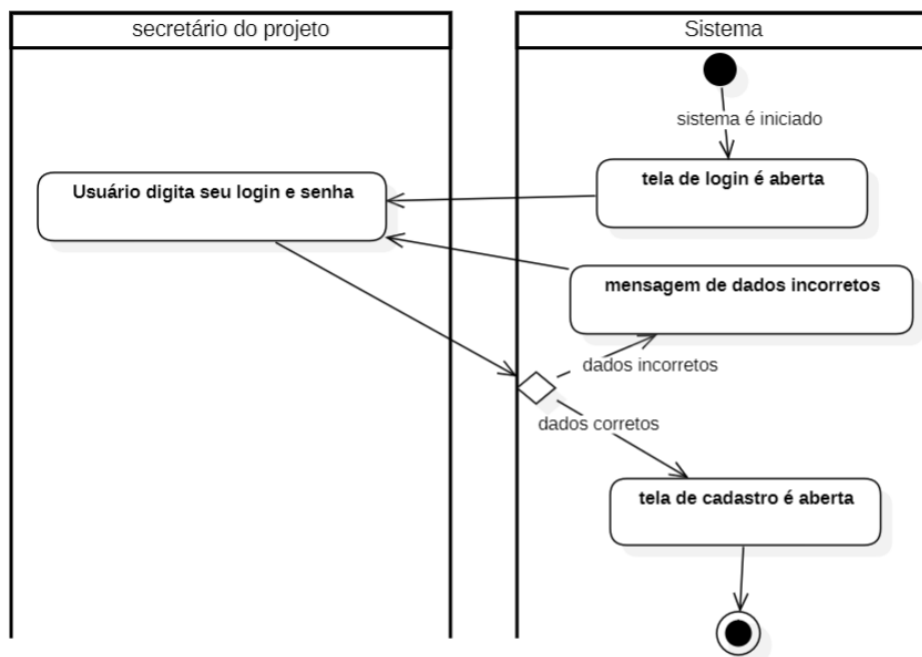 secretário do projeto
Sistema
sistema é iniciado
tela de login é aberta
Usuário digita seu login e senha
mensagem de dados incorretos
dados incorretos
dados corretos
tela de cadastro é aberta